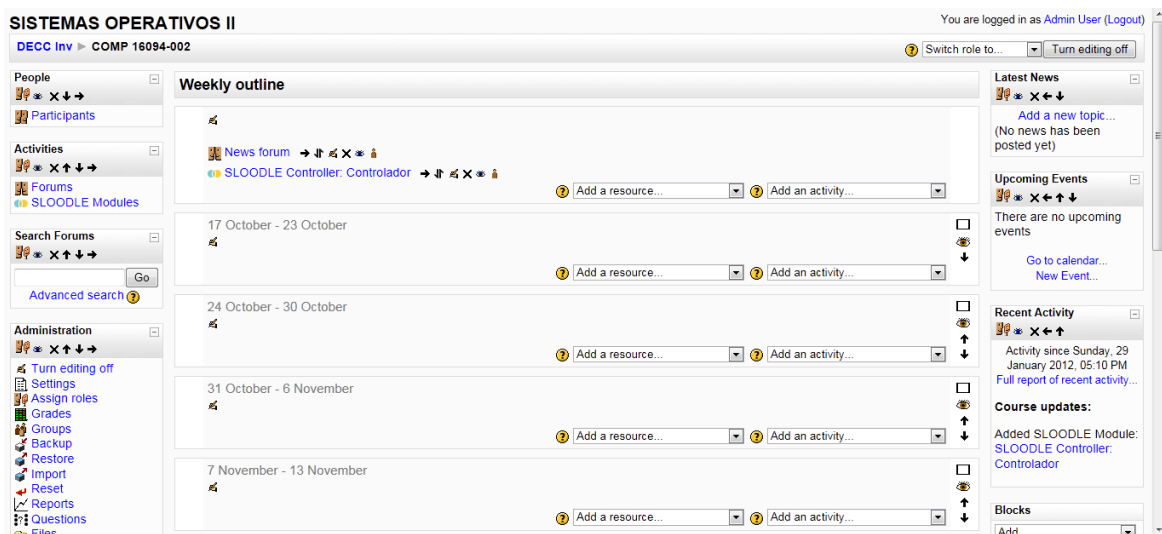 SISTEMAS OPERATIVOS II
You are logged in as Admin User (Logout)
DECC Inv ► COMP 16094-002
Switch role to...
Turn editing off
People
Participants
Activities
Forums
SLOODLE Modules
Search Forums
Go
Advanced search
Administration
Turn editing off
Settings
Assign roles
Grades
Groups
Backup
Restore
Import
Reset
Reports
Questions
Files
Weekly outline
News forum
SLOODLE Controller: Controlador
Add a resource... Add an activity...
17 October - 23 October
Add a resource... Add an activity...
24 October - 30 October
Add a resource... Add an activity...
31 October - 6 November
Add a resource... Add an activity...
7 November - 13 November
Add a resource... Add an activity...
Latest News
Add a new topic...
(No news has been
posted yet)
Upcoming Events
There are no upcoming
events
Go to calendar...
New Event...
Recent Activity
Activity since Sunday, 29
January 2012, 05:10 PM
Full report of recent activity...
Course updates:
Added SLOODLE Module:
SLOODLE Controller:
Controlador
Blocks
Add...